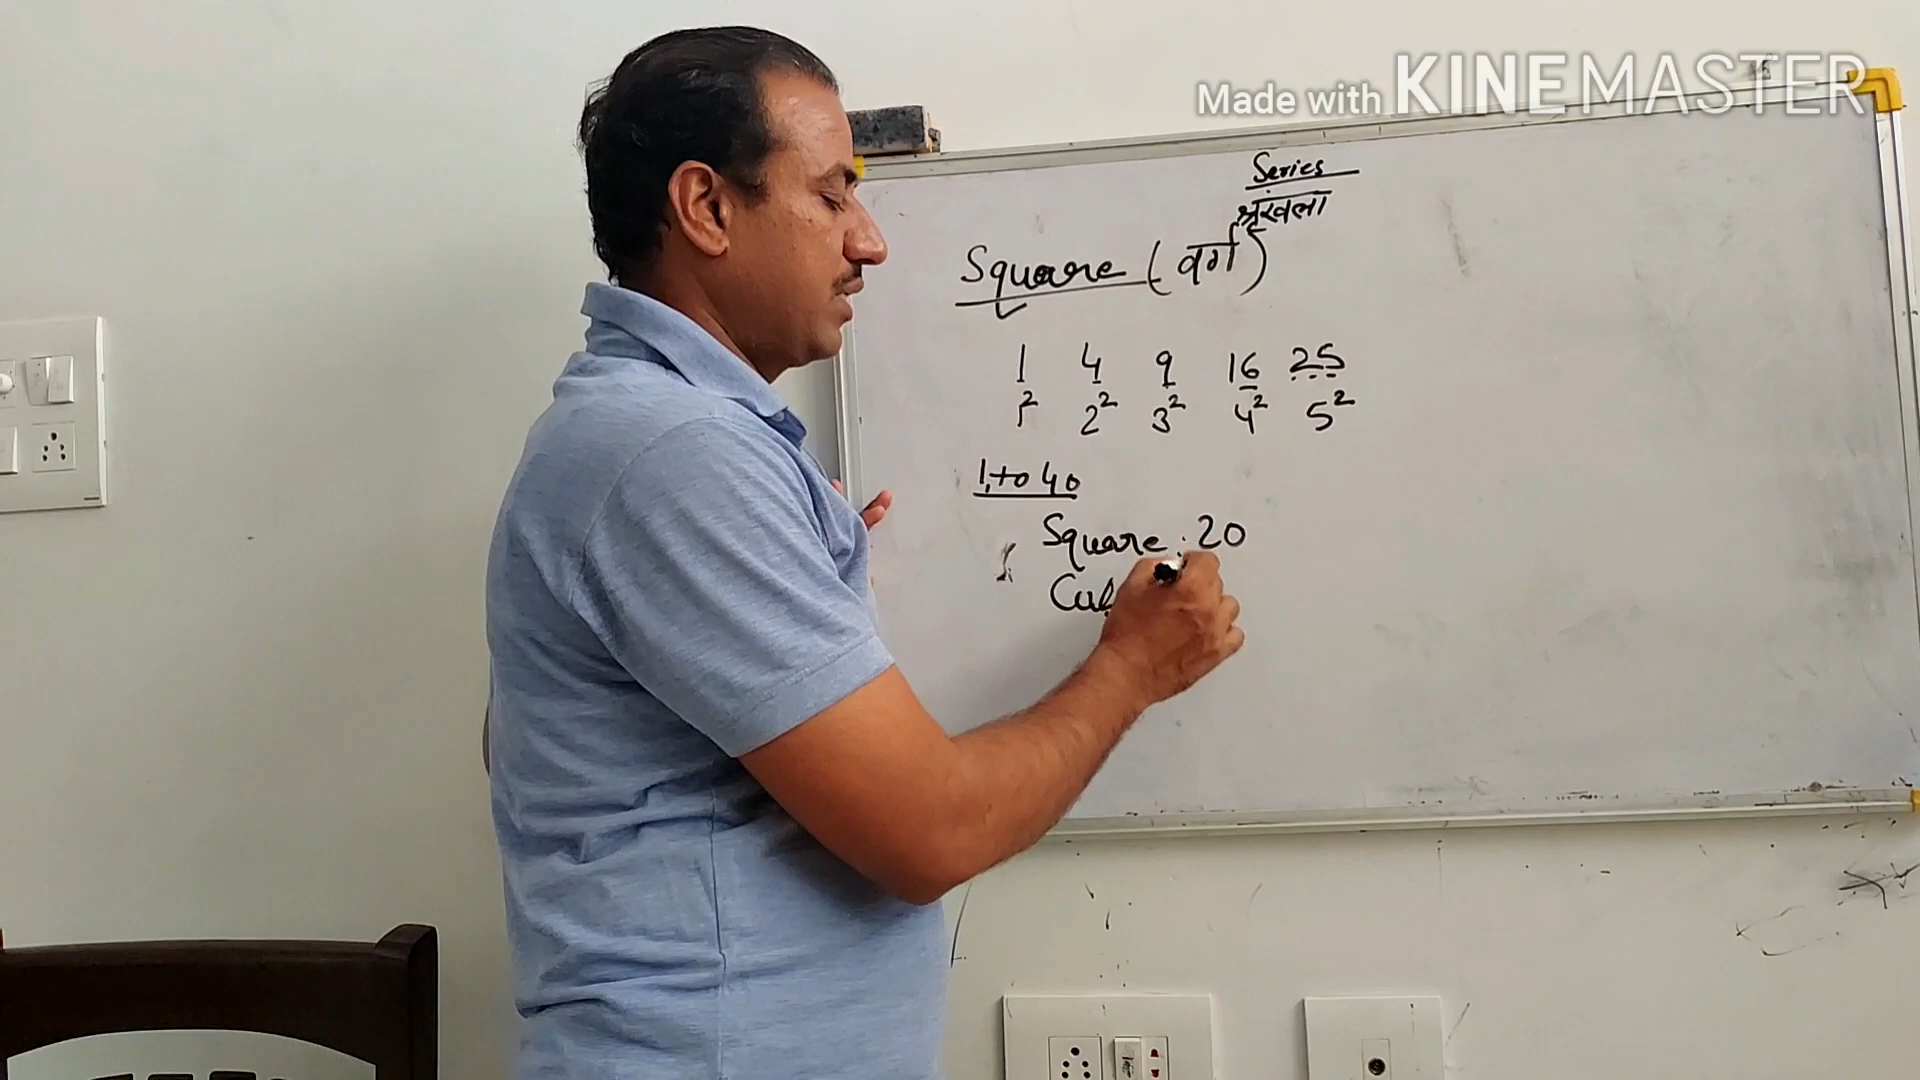 Made with KINEMASTER
Series
श्रृंखला
Square (वर्ग)
1 4 9 16 25
1² 2² 3² 4² 5²
1 to 40
Square : 20
Cub